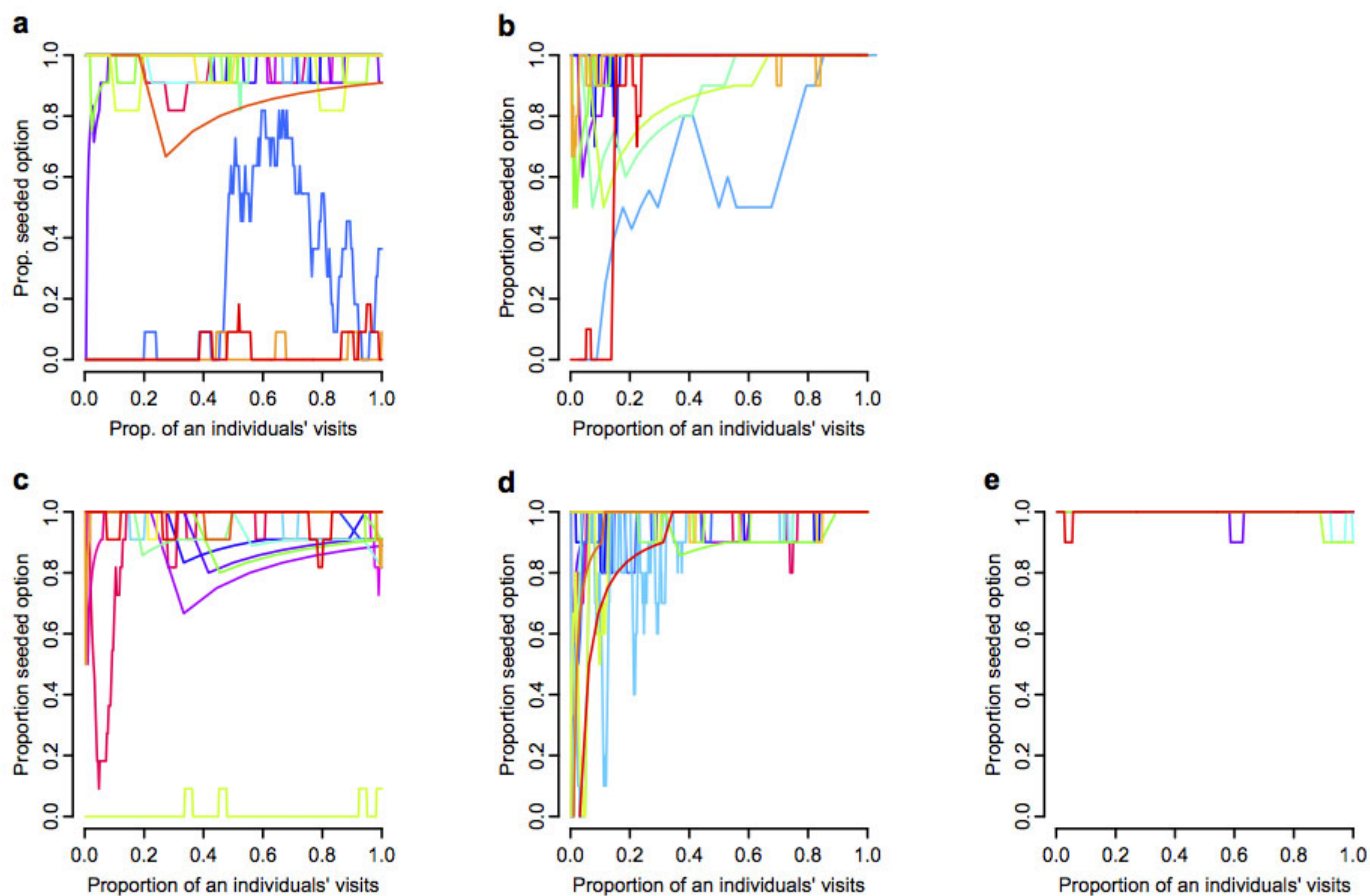 a
Prop. seeded option
0.0 0.2 0.4 0.6 0.8 1.0
0.0 0.2 0.4 0.6 0.8 1.0
Prop. of an individuals' visits
b
Proportion seeded option
0.0 0.2 0.4 0.6 0.8 1.0
0.0 0.2 0.4 0.6 0.8 1.0
Proportion of an individuals' visits
c
Proportion seeded option
0.0 0.2 0.4 0.6 0.8 1.0
0.0 0.2 0.4 0.6 0.8 1.0
Proportion of an individuals' visits
d
Proportion seeded option
0.0 0.2 0.4 0.6 0.8 1.0
0.0 0.2 0.4 0.6 0.8 1.0
Proportion of an individuals' visits
e
Proportion seeded option
0.0 0.2 0.4 0.6 0.8 1.0
0.0 0.2 0.4 0.6 0.8 1.0
Proportion of an individuals' visits